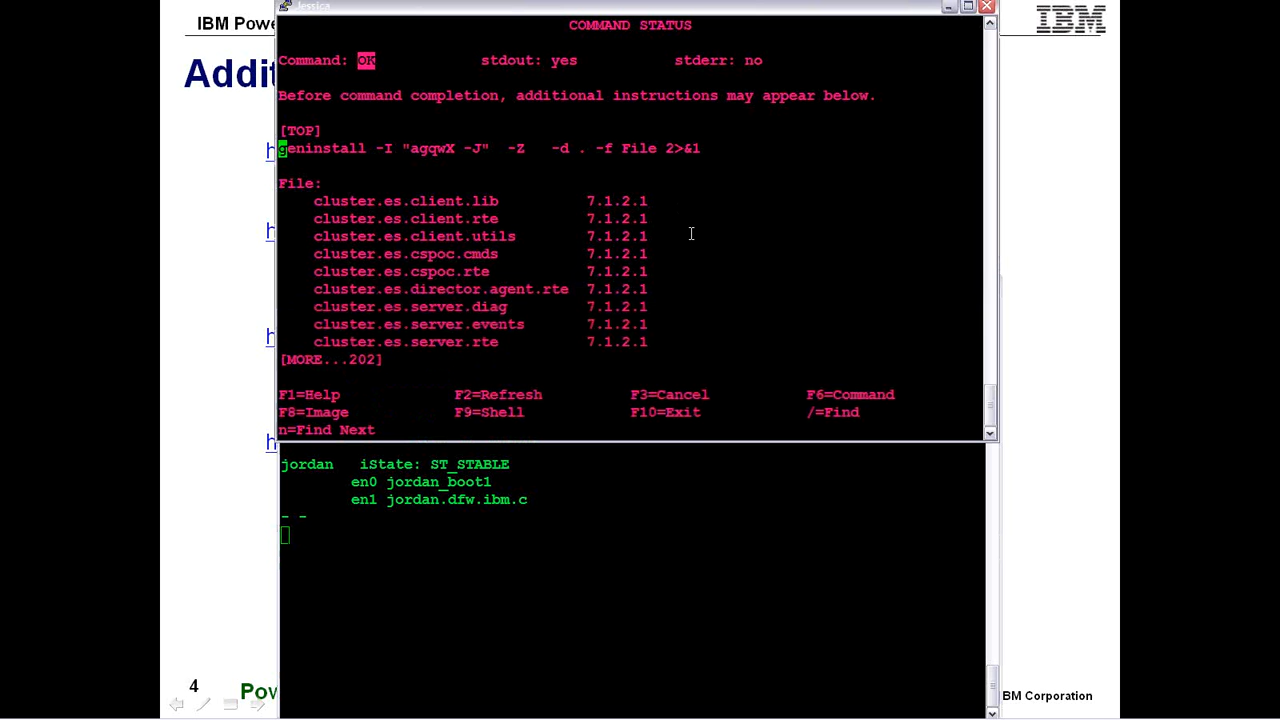 Jessica
IBM Powe
IBM
Addit
COMMAND STATUS
Command: OK stdout: yes stderr: no
Before command completion, additional instructions may appear below.
[TOP]
geninstall -I "agqwX -J" -Z -d . -f File 2>&1
File:
cluster.es.client.lib 7.1.2.1
cluster.es.client.rte 7.1.2.1
cluster.es.client.utils 7.1.2.1
cluster.es.cspoc.cmds 7.1.2.1
cluster.es.cspoc.rte 7.1.2.1
cluster.es.director.agent.rte 7.1.2.1
cluster.es.server.diag 7.1.2.1
cluster.es.server.events 7.1.2.1
cluster.es.server.rte 7.1.2.1
[MORE...202]
F1=Help F2=Refresh F3=Cancel F6=Command
F8=Image F9=Shell F10=Exit /=Find
n=Find Next
h
h
h
h
jordan iState: ST_STABLE
en0 jordan_boot1
en1 jordan.dfw.ibm.c
- -
4
Pow
BM Corporation